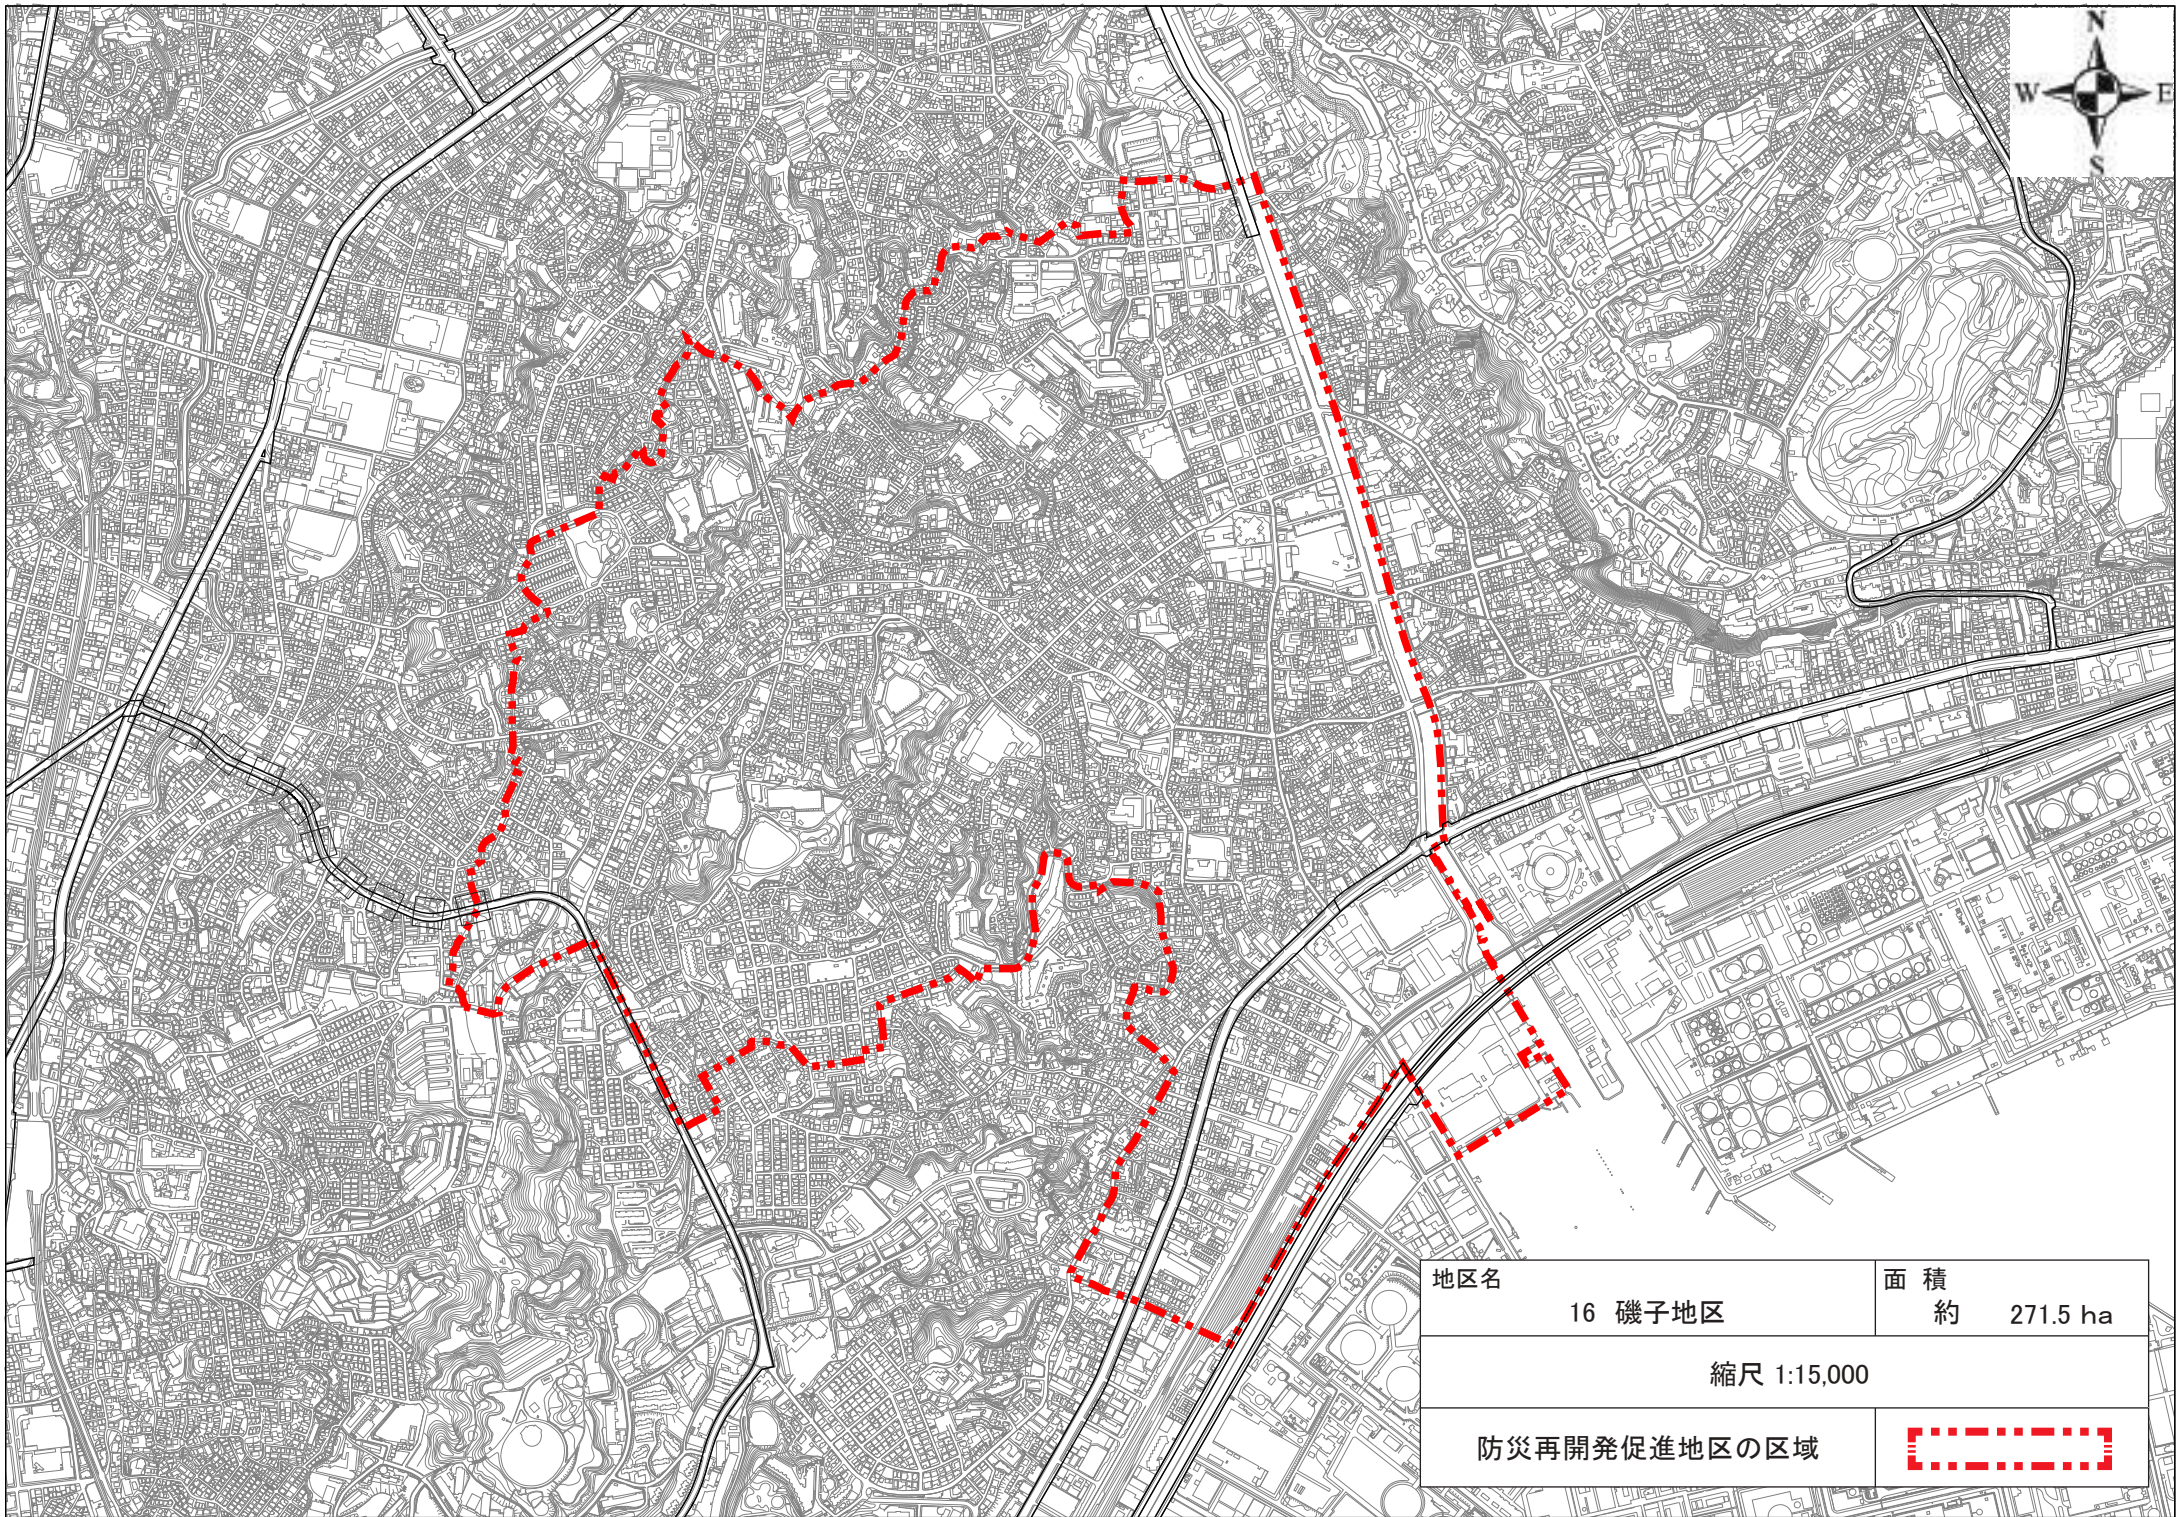 N
W E
S
地区名
16 磯子地区
面 積
約 271.5 ha
縮尺 1:15,000
防災再開発促進地区の区域